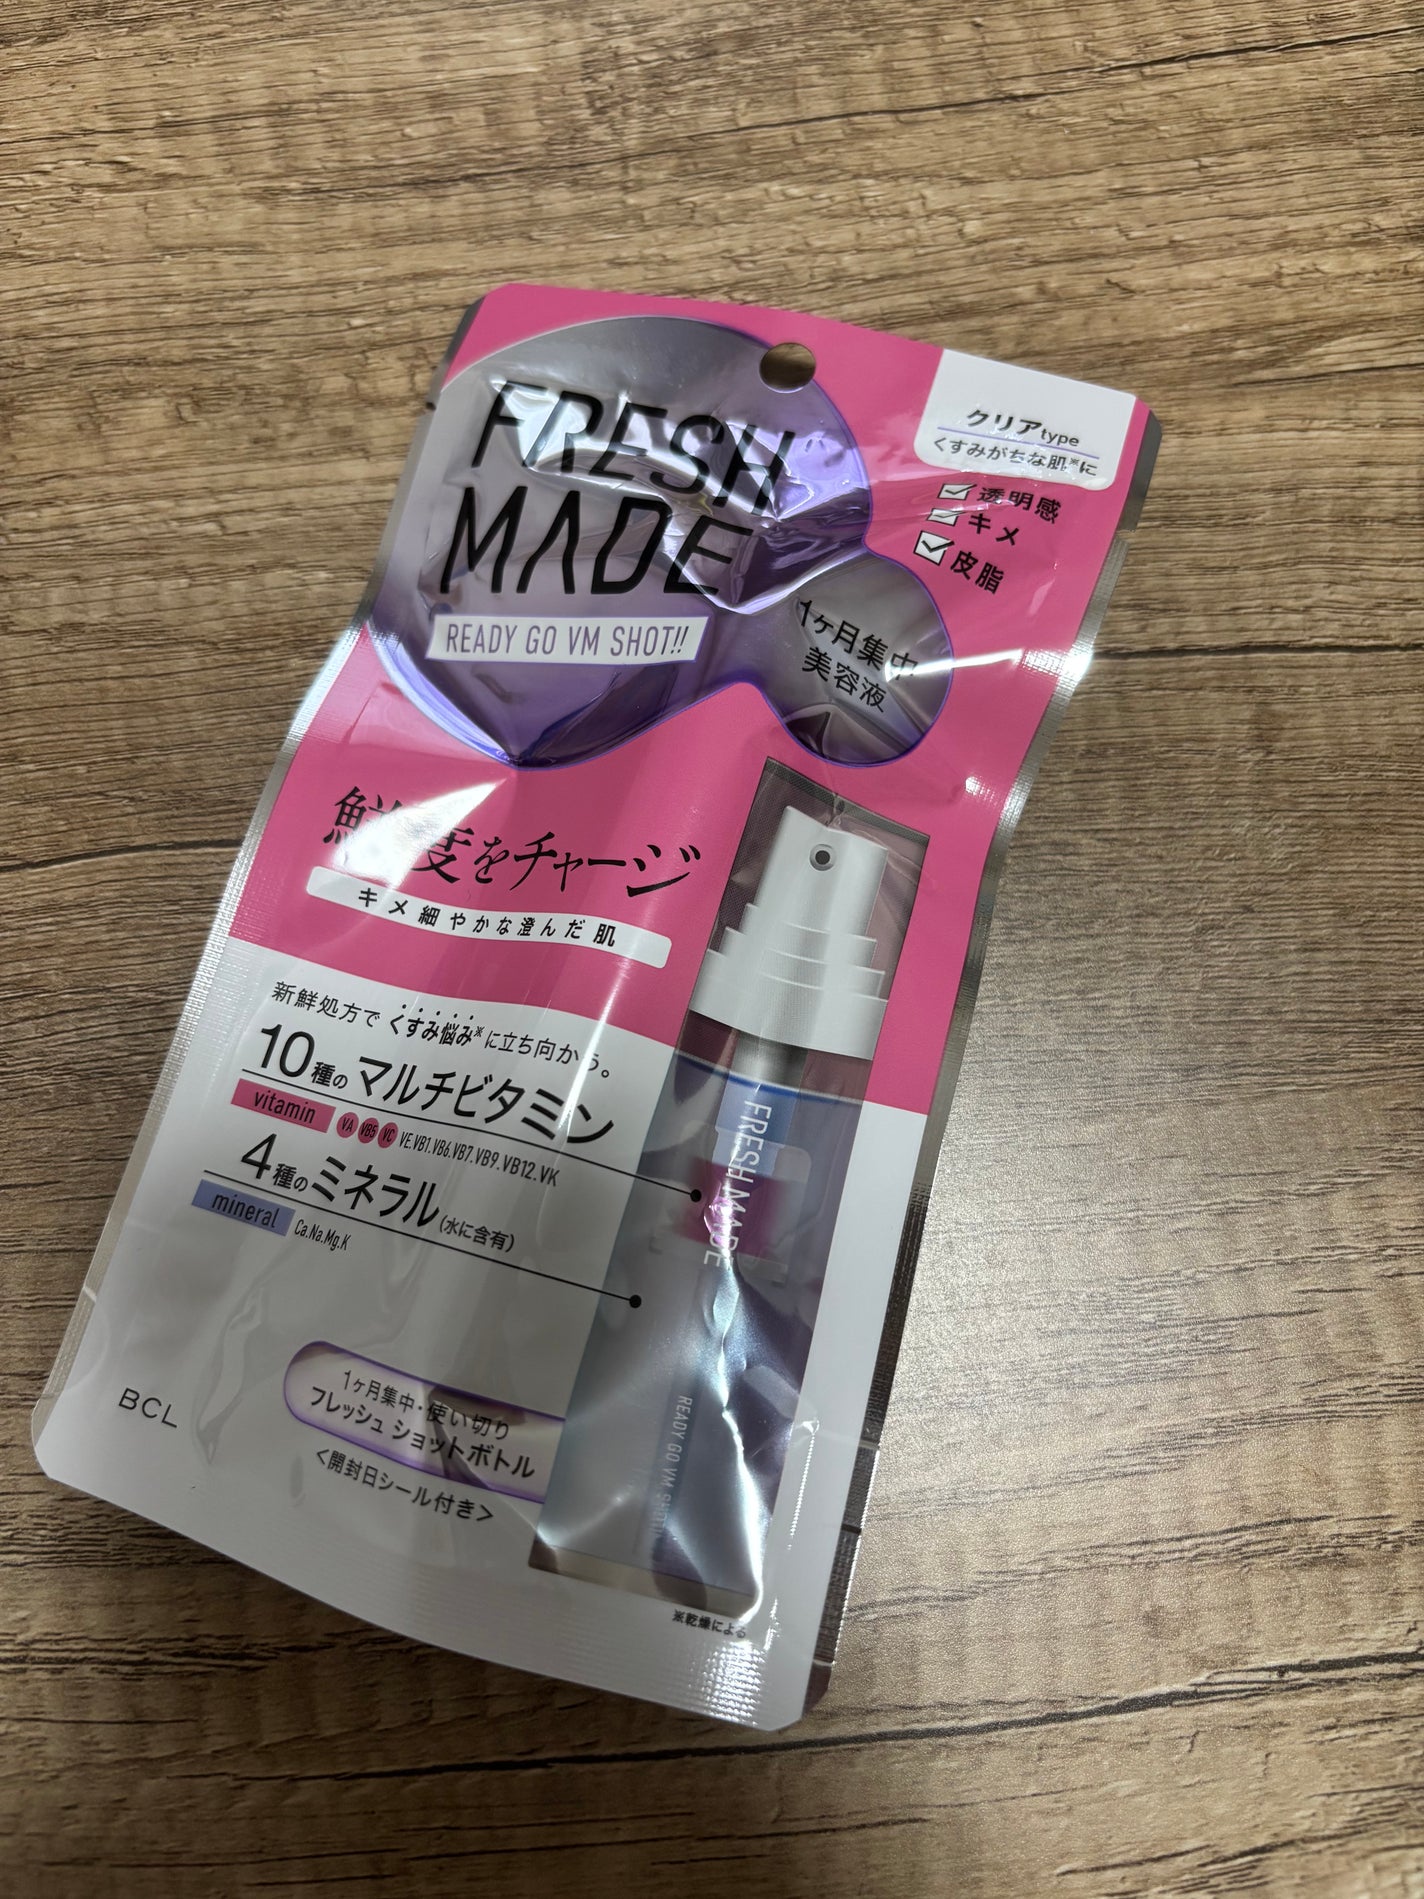 FRESH
MADE
READY GO VM SHOT!!
クリアtype
くすみがちな肌※に
透明感
キメ
皮脂
1ヶ月集中
美容液
鮮度をチャージ
キメ細やかな澄んだ肌
新鮮処方でくすみ悩み※に立ち向かう。
10種のマルチビタミン
vitamin VA VB5 VC VE.VB1.VB6.VB7.VB9.VB12.VK
4種のミネラル(水に含有)
mineral Ca.Na.Mg.K
FRESH MADE
READY GO VM SHOT!!
1ヶ月集中・使い切り
フレッシュショットボトル
<開封日シール付き>
BCL
※乾燥による